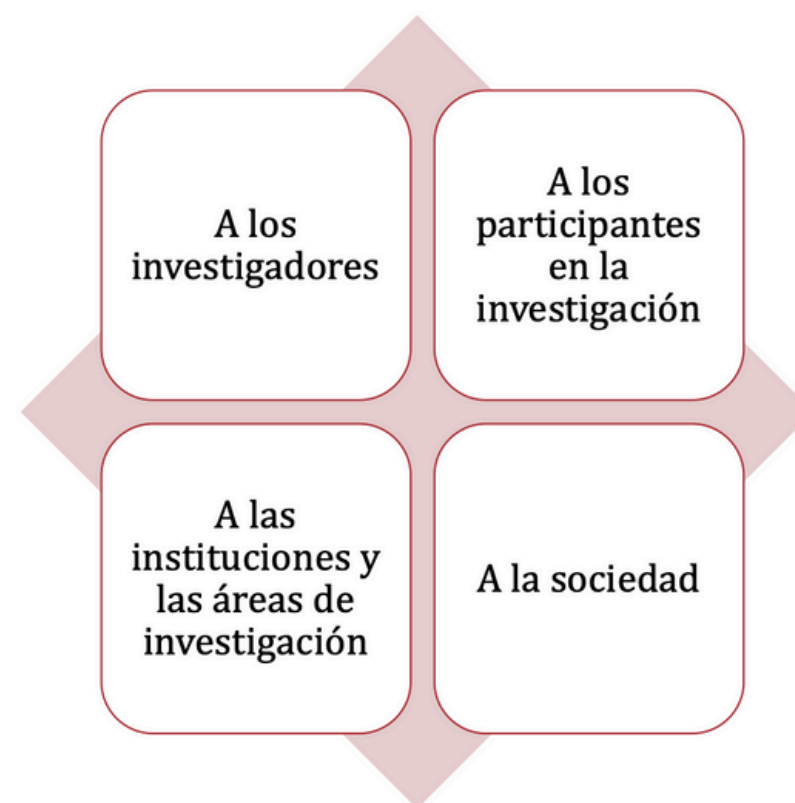 A los
investigadores
A los
participantes
en la
investigación
A las
instituciones y
las áreas de
investigación
A la sociedad